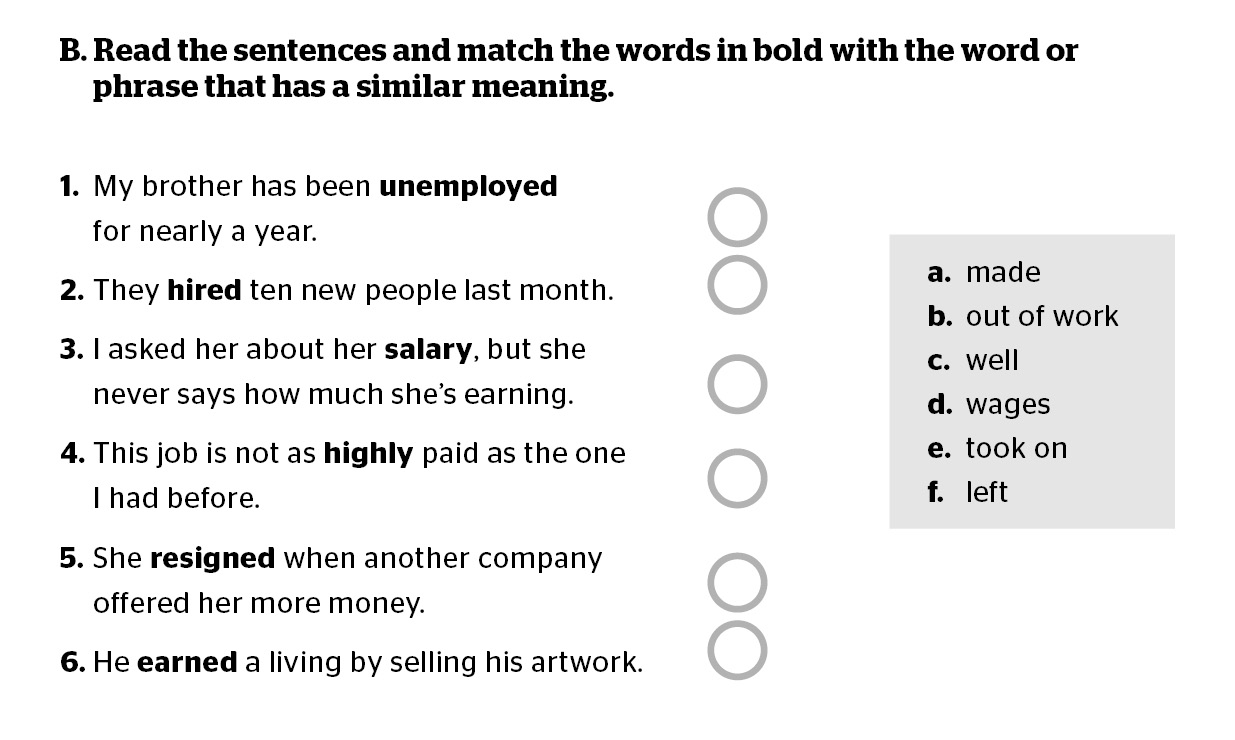 B. Read the sentences and match the words in bold with the word or
phrase that has a similar meaning.
1. My brother has been unemployed
for nearly a year.
2. They hired ten new people last month.
3. I asked her about her salary, but she
never says how much she’s earning.
4. This job is not as highly paid as the one
I had before.
5. She resigned when another company
offered her more money.
6. He earned a living by selling his artwork.
a. made
b. out of work
c. well
d. wages
e. took on
f. left